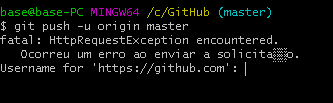 base@base-PC MINGW64 /c/GitHub (master)
$ git push -u origin master
fatal: HttpRequestException encountered.
Ocorreu um erro ao enviar a solicita▒▒o.
Username for 'https://github.com':